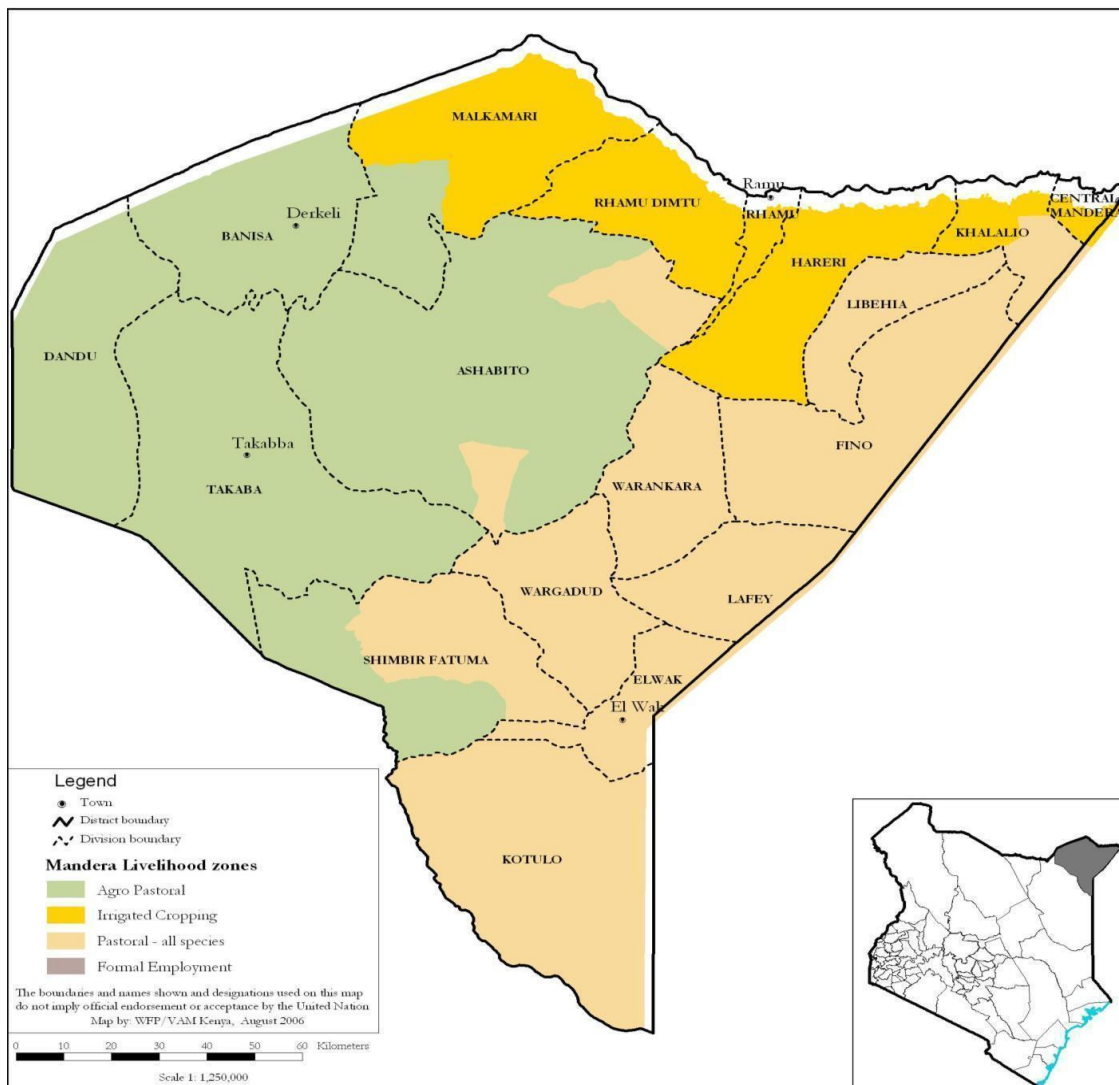 MALKAMARI
Ramu
CENTRAL
MANDERA
RHAMU DIMTU
RHAMU
Derkeli
BANISA
KHALALIO
HARERI
LIBEHIA
DANDU
ASHABITO
Takabba
FINO
TAKABA
WARANKARA
WARGADUD
LAFEY
SHIMBIR FATUMA
ELWAK
El Wak
KOTULO
Legend
Town
District boundary
Division boundary
Mandera Livelihood zones
Agro Pastoral
Irrigated Cropping
Pastoral - all species
Formal Employment
The boundaries and names shown and designations used on this map
do not imply official endorsement or acceptance by the United Nation
Map by: WFP/VAM Kenya, August 2006
0 10 20 30 40 50 60 Kilometers
Scale 1: 1,250,000